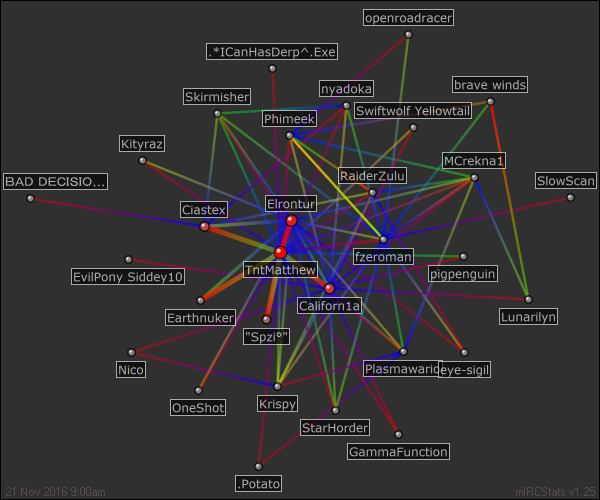 openroadracer
.*ICanHasDerp^.Exe
nyadoka
brave winds
Skirmisher
Swiftwolf Yellowtail
Phimeek
Kityraz
MCrekna1
RaiderZulu
BAD DECISIO...
SlowScan
Ciastex
Elrontur
fzeroman
TntMatthew
EvilPony Siddey10
pigpenguin
Californ1a
Earthnuker
Lunarilyn
"Spzi°"
Nico
Plasmawario
eye-sigil
OneShot
Krispy
StarHorder
GammaFunction
.Potato
21 Nov 2016 9:00am
mIRCStats v1.25